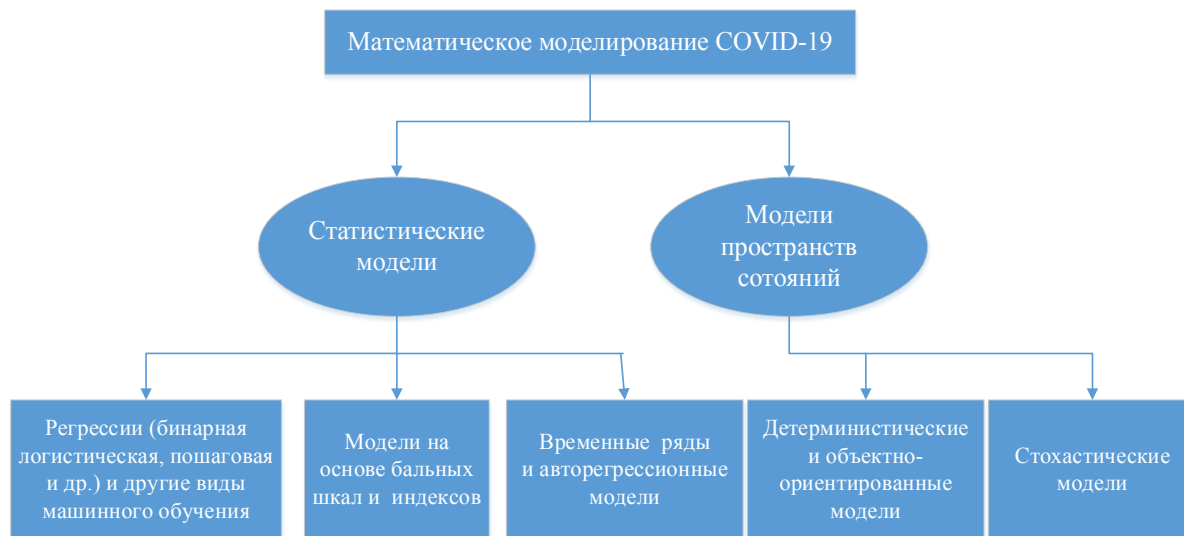 Математическое моделирование COVID-19
Статистические
модели
Модели
пространств
сотояний
Регрессии (бинарная
логистическая, пошаговая
и др.) и другие виды
машинного обучения
Модели на
основе бальных
шкал и индексов
Временные ряды
и авторегрессионные
модели
Детерминистические
и объектно-
ориентированные
модели
Стохастические
модели